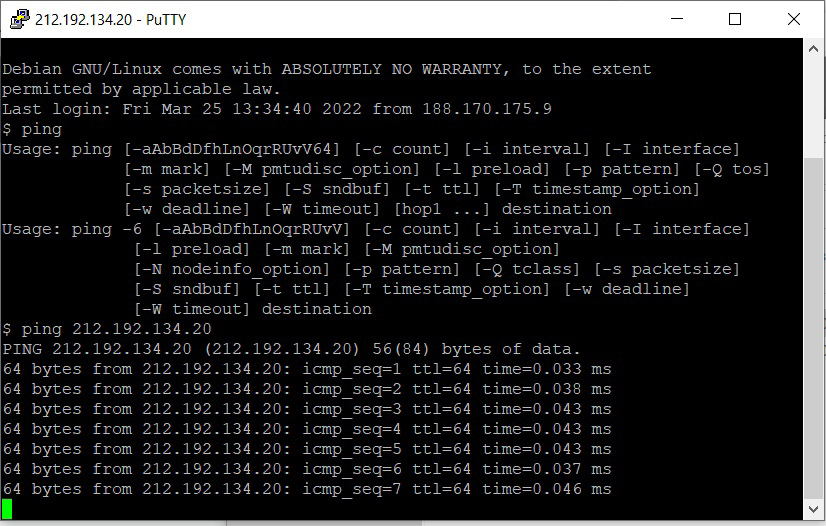 212.192.134.20 - PuTTY
Debian GNU/Linux comes with ABSOLUTELY NO WARRANTY, to the extent
permitted by applicable law.
Last login: Fri Mar 25 13:34:40 2022 from 188.170.175.9
$ ping
Usage: ping [-aAbBdDfhLnOqrRUvV64] [-c count] [-i interval] [-I interface]
            [-m mark] [-M pmtudisc_option] [-l preload] [-p pattern] [-Q tos]
            [-s packetsize] [-S sndbuf] [-t ttl] [-T timestamp_option]
            [-w deadline] [-W timeout] [hop1 ...] destination
Usage: ping -6 [-aAbBdDfhLnOqrRUvV] [-c count] [-i interval] [-I interface]
             [-l preload] [-m mark] [-M pmtudisc_option]
             [-N nodeinfo_option] [-p pattern] [-Q tclass] [-s packetsize]
             [-S sndbuf] [-t ttl] [-T timestamp_option] [-w deadline]
             [-W timeout] destination
$ ping 212.192.134.20
PING 212.192.134.20 (212.192.134.20) 56(84) bytes of data.
64 bytes from 212.192.134.20: icmp_seq=1 ttl=64 time=0.033 ms
64 bytes from 212.192.134.20: icmp_seq=2 ttl=64 time=0.038 ms
64 bytes from 212.192.134.20: icmp_seq=3 ttl=64 time=0.043 ms
64 bytes from 212.192.134.20: icmp_seq=4 ttl=64 time=0.043 ms
64 bytes from 212.192.134.20: icmp_seq=5 ttl=64 time=0.043 ms
64 bytes from 212.192.134.20: icmp_seq=6 ttl=64 time=0.037 ms
64 bytes from 212.192.134.20: icmp_seq=7 ttl=64 time=0.046 ms